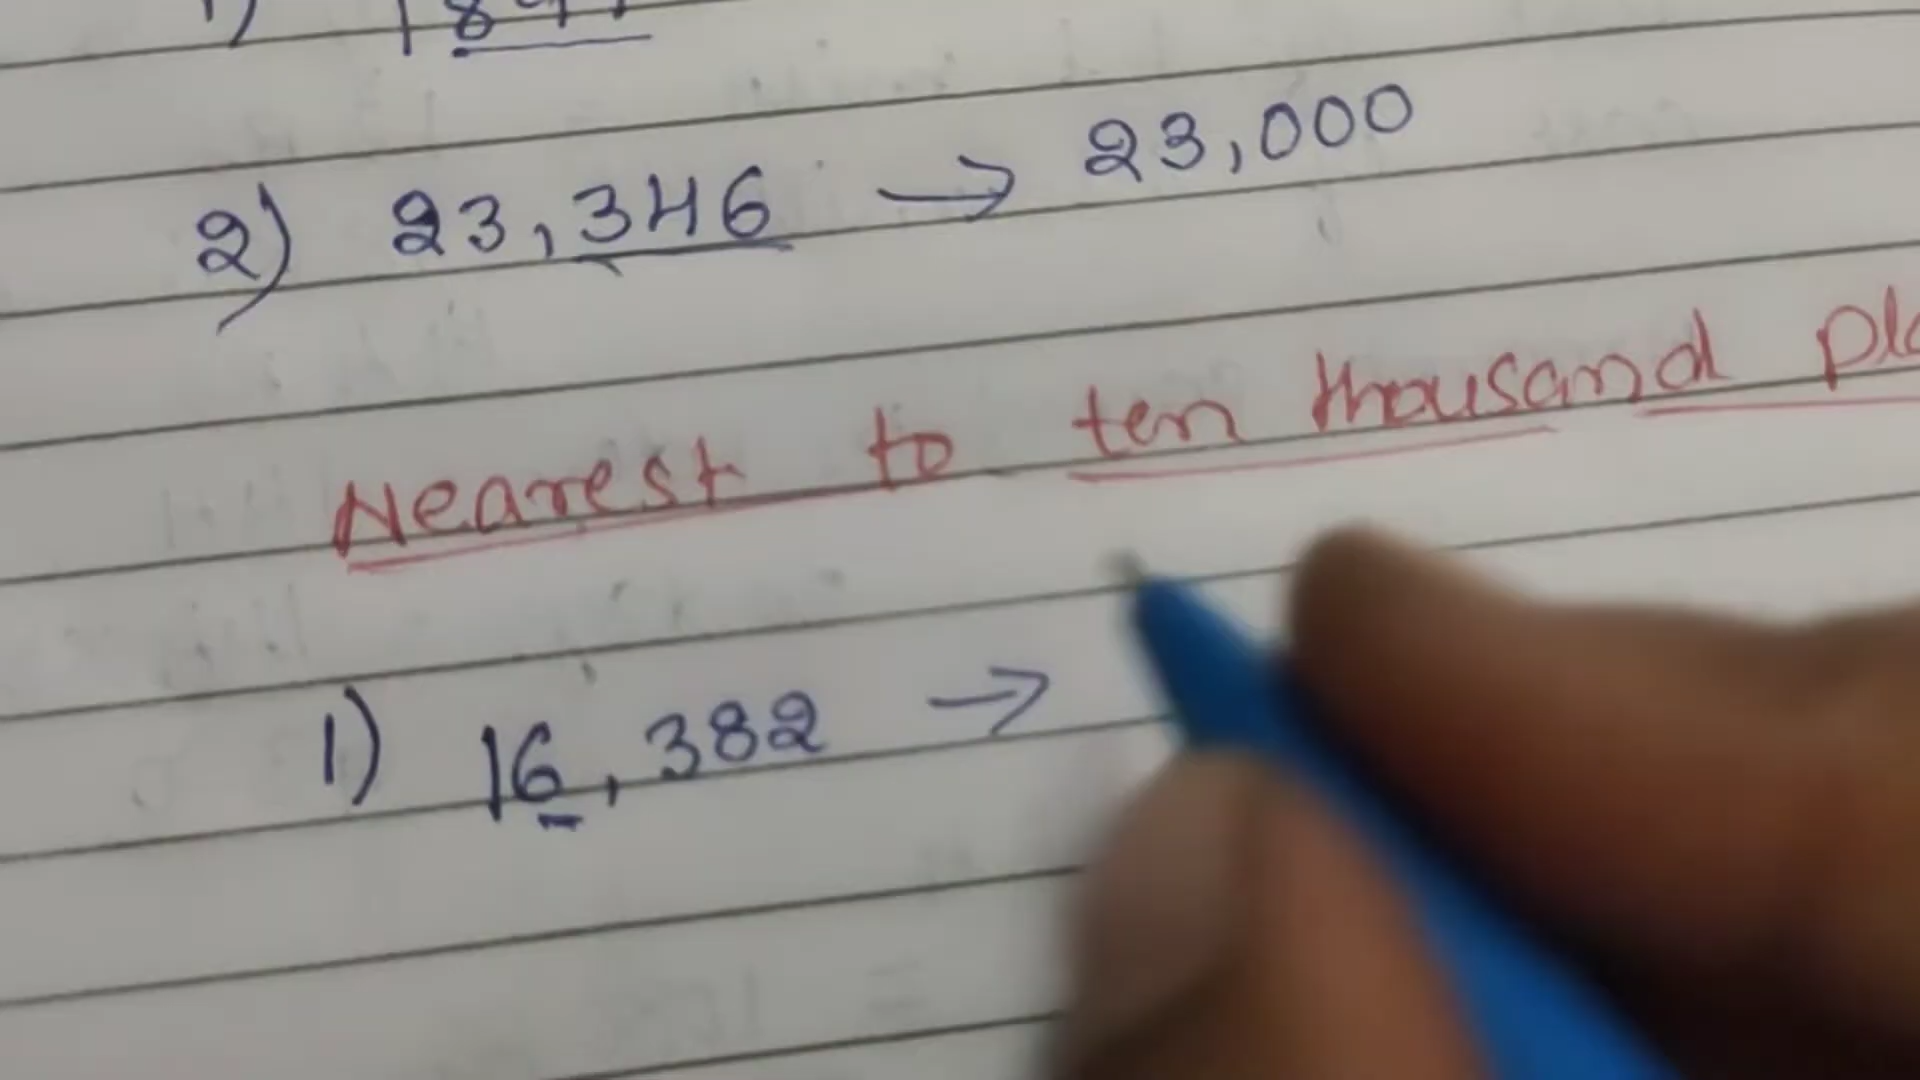 2) 23,346 → 23,000
Nearest to ten thousand
1) 16,382 →